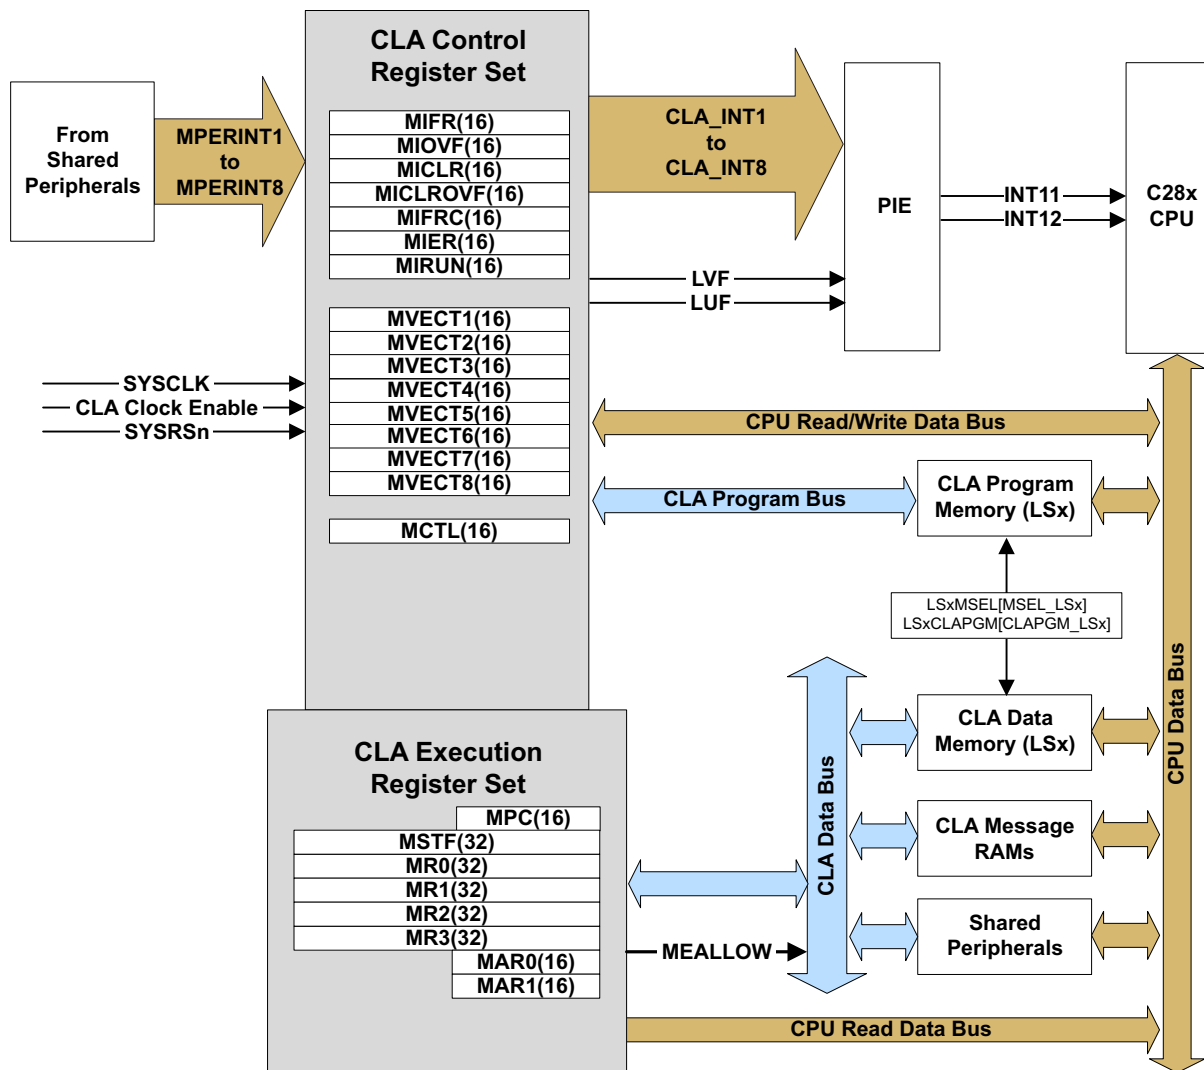 CLA Control
Register Set
From
Shared
Peripherals
MPERINT1
to
MPERINT8
MIFR(16)
MIOVF(16)
MICLR(16)
MICLROVF(16)
MIFRC(16)
MIER(16)
MIRUN(16)
CLA_INT1
to
CLA_INT8
PIE
INT11
INT12
C28x
CPU
LVF
LUF
MVECT1(16)
MVECT2(16)
MVECT3(16)
MVECT4(16)
MVECT5(16)
MVECT6(16)
MVECT7(16)
MVECT8(16)
SYSCLK
CLA Clock Enable
SYSRSn
CPU Read/Write Data Bus
CLA Program Bus
CLA Program
Memory (LSx)
MCTL(16)
LSxMSEL[MSEL_LSx]
LSxCLAPGM[CLAPGM_LSx]
CPU Data Bus
CLA Data Bus
CLA Data
Memory (LSx)
CLA Message
RAMs
Shared
Peripherals
CLA Execution
Register Set
MPC(16)
MSTF(32)
MR0(32)
MR1(32)
MR2(32)
MR3(32)
MAR0(16)
MAR1(16)
MEALLOW
CPU Read Data Bus